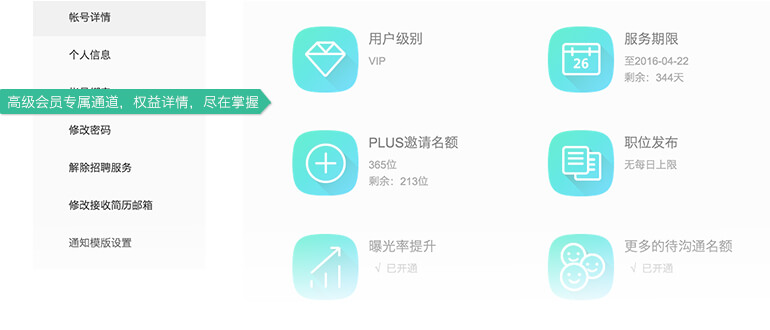 帐号详情
个人信息
高级会员专属通道，权益详情，尽在掌握
修改密码
解除招聘服务
修改接收简历邮箱
通知模版设置
用户级别
VIP
服务期限
26
至2016-04-22
剩余：344天
PLUS邀请名额
365位
剩余：213位
职位发布
无每日上限
曝光率提升
√ 已开通
更多的待沟通名额
√ 已开通